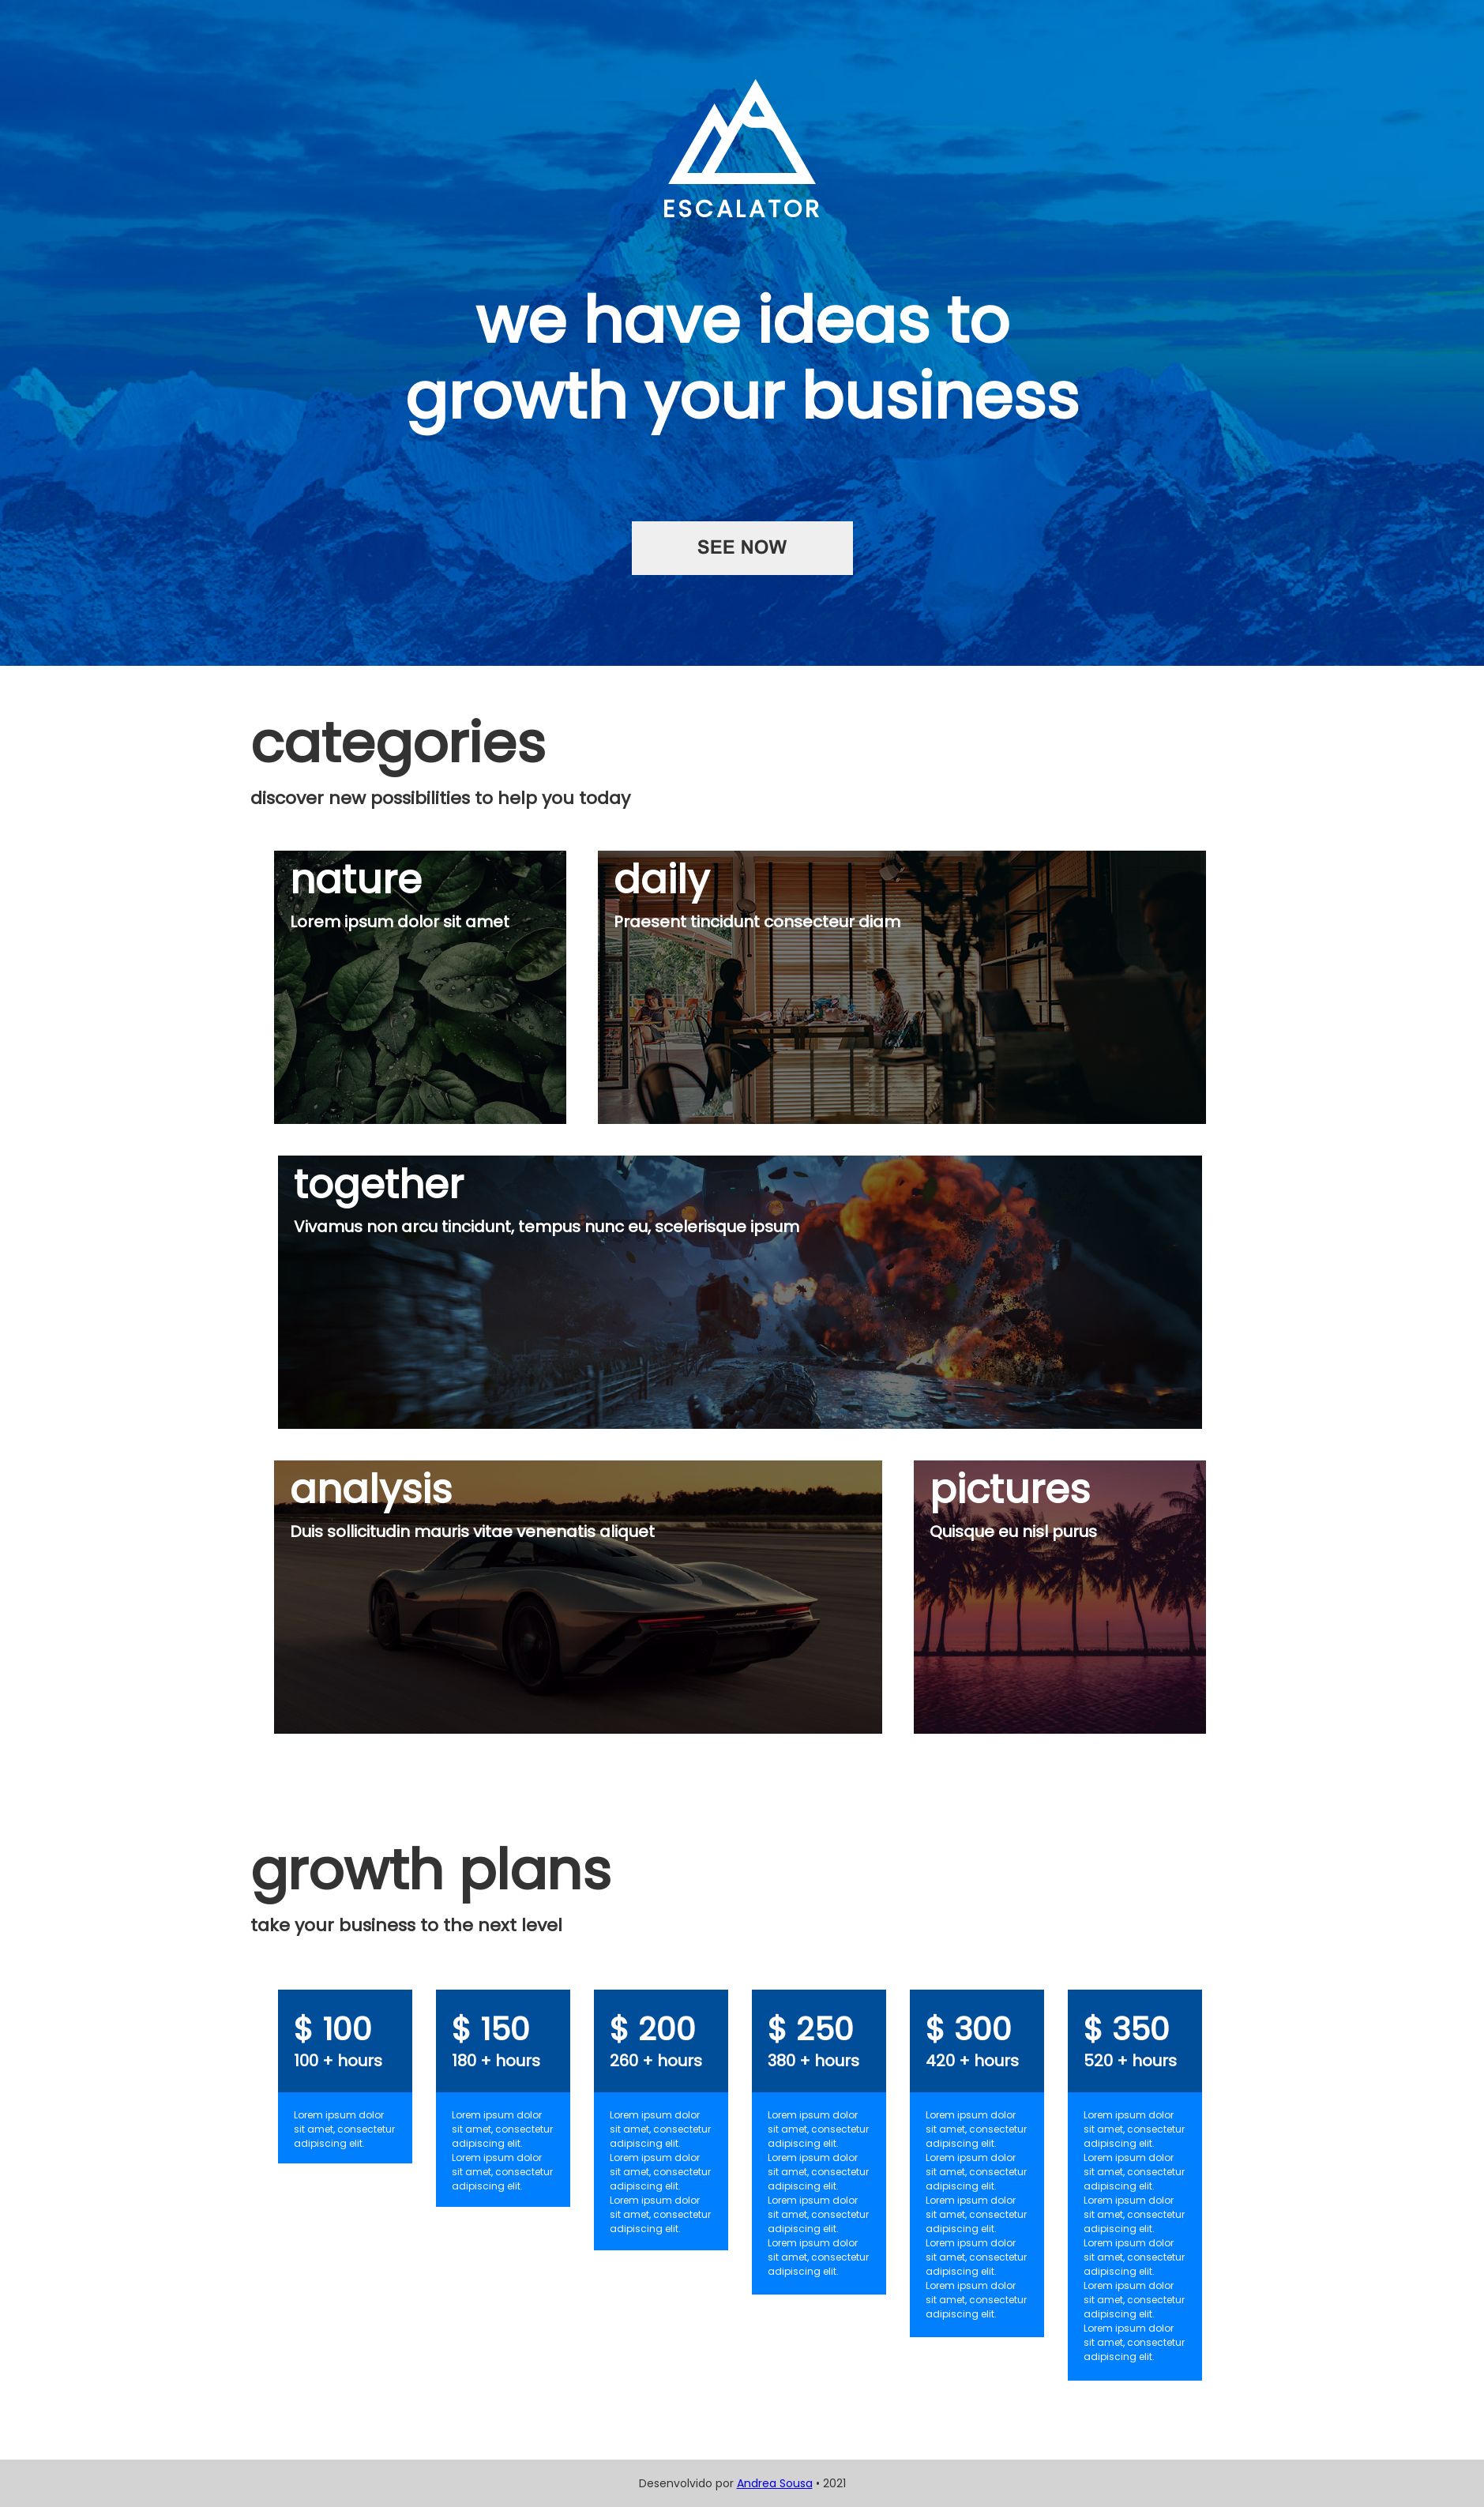 ESCALATOR
we have ideas to
growth your business
SEE NOW
categories
discover new possibilities to help you today
nature
Lorem ipsum dolor sit amet
daily
Praesent tincidunt consecteur diam
together
Vivamus non arcu tincidunt, tempus nunc eu, scelerisque ipsum
analysis
Duis sollicitudin mauris vitae venenatis aliquet
pictures
Quisque eu nisl purus
growth plans
take your business to the next level
$ 100
100 + hours
Lorem ipsum dolor
sit amet, consectetur
adipiscing elit.
$ 150
180 + hours
Lorem ipsum dolor
sit amet, consectetur
adipiscing elit.
Lorem ipsum dolor
sit amet, consectetur
adipiscing elit.
$ 200
260 + hours
Lorem ipsum dolor
sit amet, consectetur
adipiscing elit.
Lorem ipsum dolor
sit amet, consectetur
adipiscing elit.
Lorem ipsum dolor
sit amet, consectetur
adipiscing elit.
$ 250
380 + hours
Lorem ipsum dolor
sit amet, consectetur
adipiscing elit.
Lorem ipsum dolor
sit amet, consectetur
adipiscing elit.
Lorem ipsum dolor
sit amet, consectetur
adipiscing elit.
Lorem ipsum dolor
sit amet, consectetur
adipiscing elit.
$ 300
420 + hours
Lorem ipsum dolor
sit amet, consectetur
adipiscing elit.
Lorem ipsum dolor
sit amet, consectetur
adipiscing elit.
Lorem ipsum dolor
sit amet, consectetur
adipiscing elit.
Lorem ipsum dolor
sit amet, consectetur
adipiscing elit.
Lorem ipsum dolor
sit amet, consectetur
adipiscing elit.
$ 350
520 + hours
Lorem ipsum dolor
sit amet, consectetur
adipiscing elit.
Lorem ipsum dolor
sit amet, consectetur
adipiscing elit.
Lorem ipsum dolor
sit amet, consectetur
adipiscing elit.
Lorem ipsum dolor
sit amet, consectetur
adipiscing elit.
Lorem ipsum dolor
sit amet, consectetur
adipiscing elit.
Lorem ipsum dolor
sit amet, consectetur
adipiscing elit.
Desenvolvido por Andrea Sousa • 2021